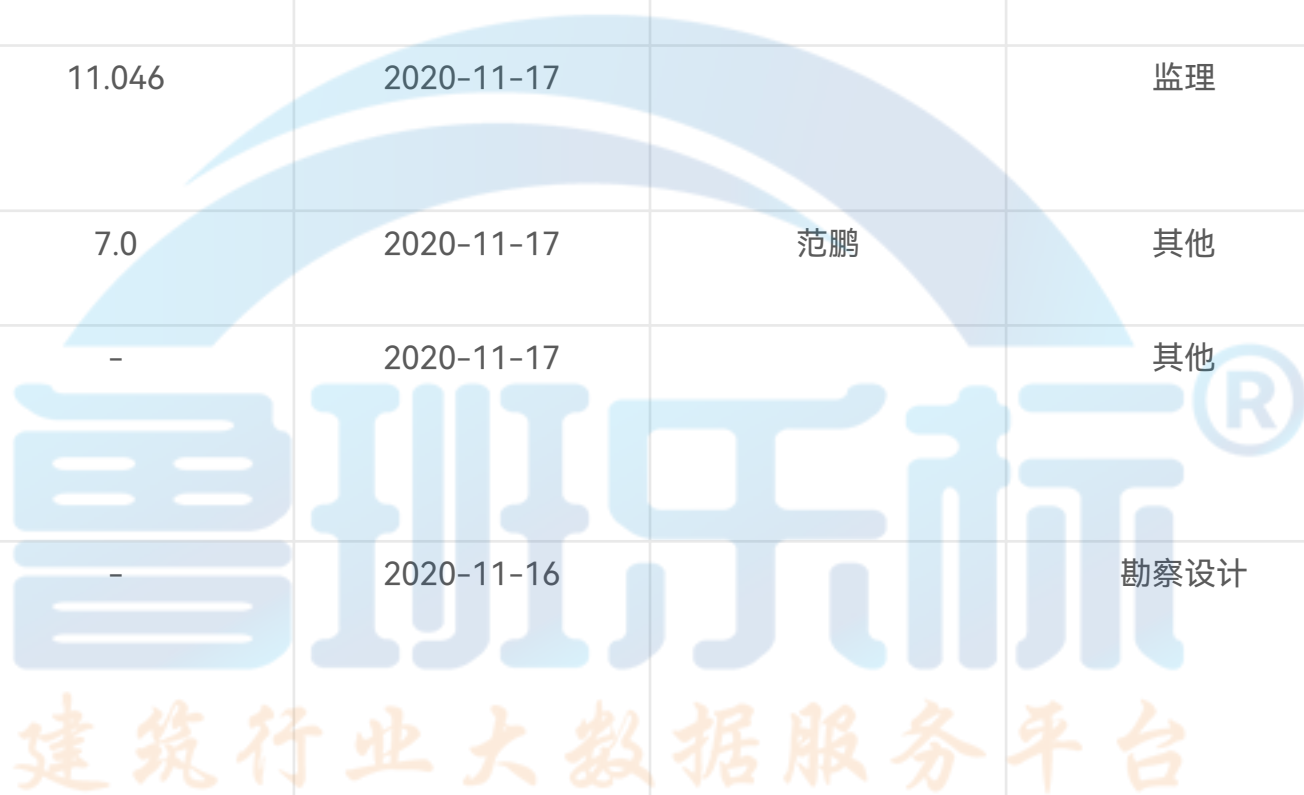 11.046 2020-11-17 监理
7.0 2020-11-17 范鹏 其他
- 2020-11-17 其他
®
鲁班乐标
- 2020-11-16 勘察设计
建筑行业大数据服务平台